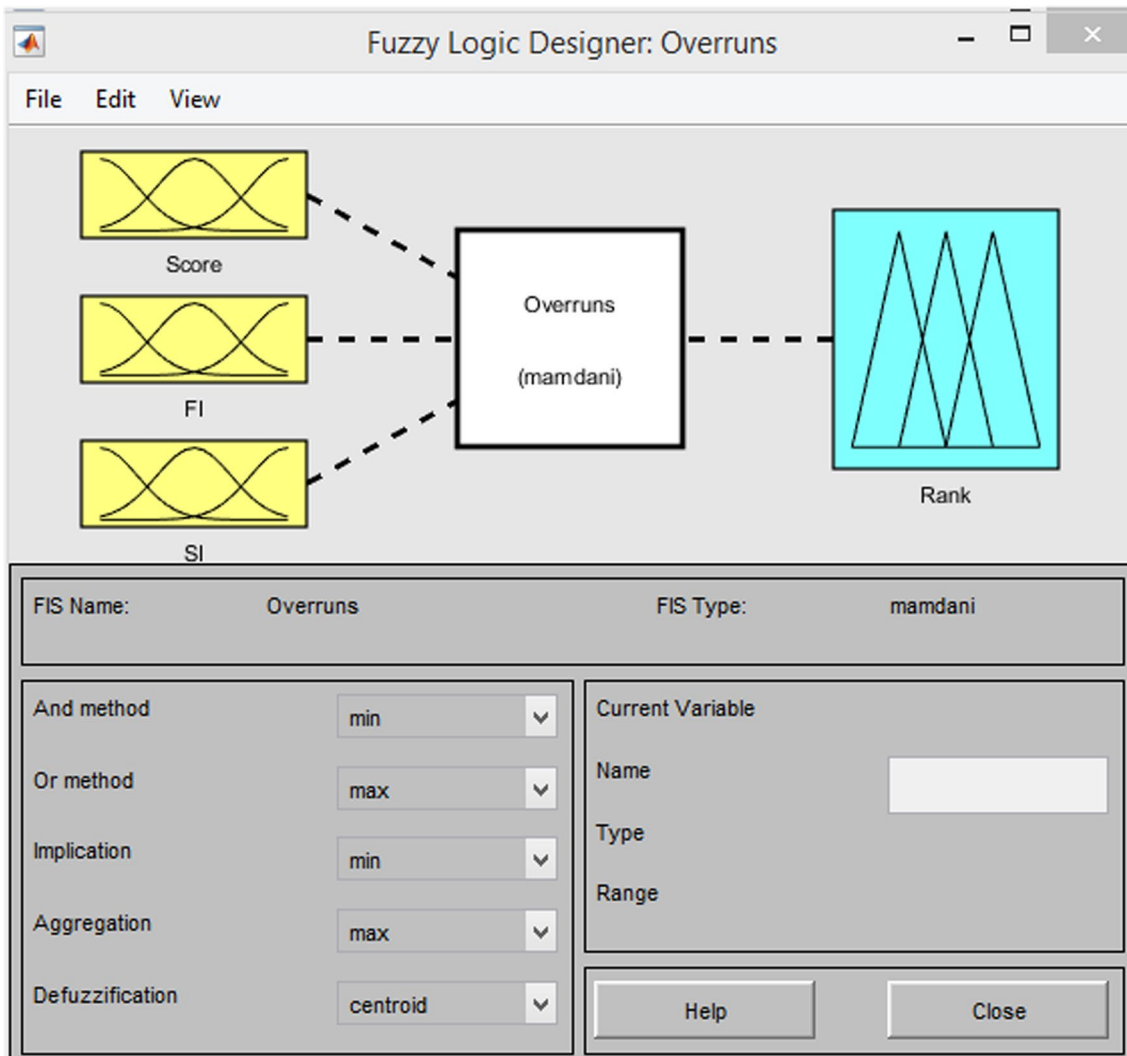 Fuzzy Logic Designer: Overruns
File Edit View
Score
FI
SI
Overruns
(mamdani)
Rank
FIS Name: Overruns FIS Type: mamdani
And method min
Or method max
Implication min
Aggregation max
Defuzzification centroid
Current Variable
Name
Type
Range
Help Close